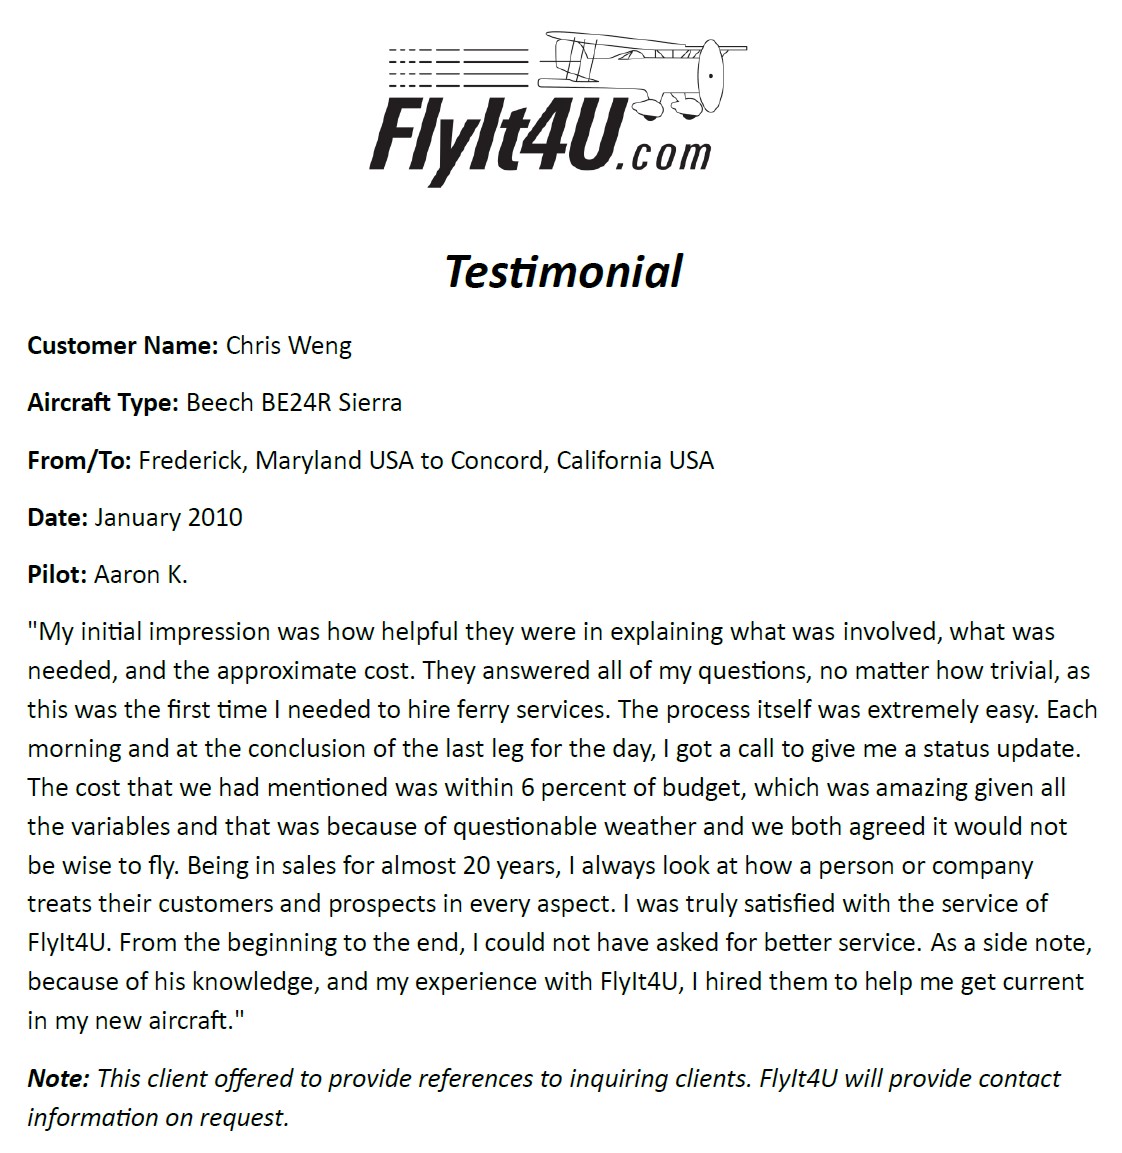 FlyIt4U.com
Testimonial
Customer Name: Chris Weng
Aircraft Type: Beech BE24R Sierra
From/To: Frederick, Maryland USA to Concord, California USA
Date: January 2010
Pilot: Aaron K.
"My initial impression was how helpful they were in explaining what was involved, what was
needed, and the approximate cost. They answered all of my questions, no matter how trivial, as
this was the first time I needed to hire ferry services. The process itself was extremely easy. Each
morning and at the conclusion of the last leg for the day, I got a call to give me a status update.
The cost that we had mentioned was within 6 percent of budget, which was amazing given all
the variables and that was because of questionable weather and we both agreed it would not
be wise to fly. Being in sales for almost 20 years, I always look at how a person or company
treats their customers and prospects in every aspect. I was truly satisfied with the service of
FlyIt4U. From the beginning to the end, I could not have asked for better service. As a side note,
because of his knowledge, and my experience with FlyIt4U, I hired them to help me get current
in my new aircraft."
Note: This client offered to provide references to inquiring clients. FlyIt4U will provide contact
information on request.